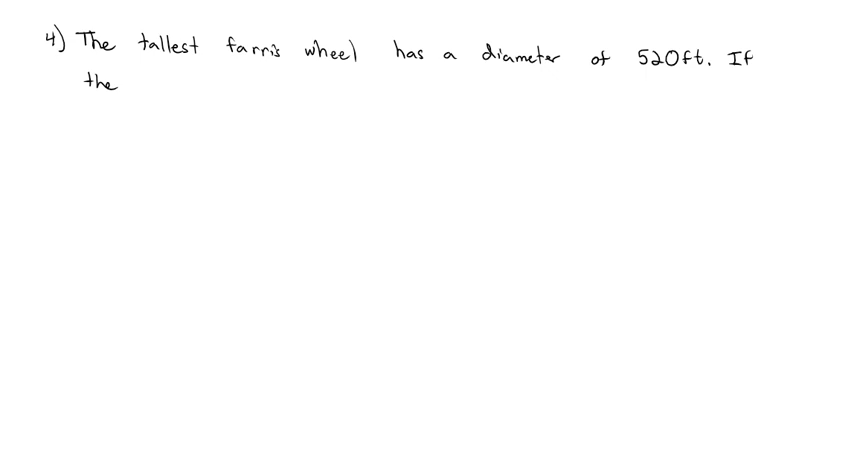 4) The tallest farris wheel has a diameter of 520ft. If
the